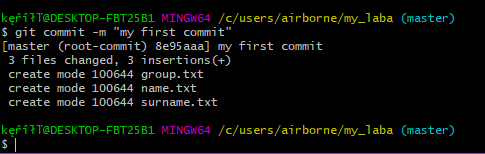 kęříłľ@DESKTOP-FBT25B1 MINGW64 /c/users/airborne/my_laba (master)
$ git commit -m "my first commit"
[master (root-commit) 8e95aaa] my first commit
 3 files changed, 3 insertions(+)
 create mode 100644 group.txt
 create mode 100644 name.txt
 create mode 100644 surname.txt
kęříłľ@DESKTOP-FBT25B1 MINGW64 /c/users/airborne/my_laba (master)
$